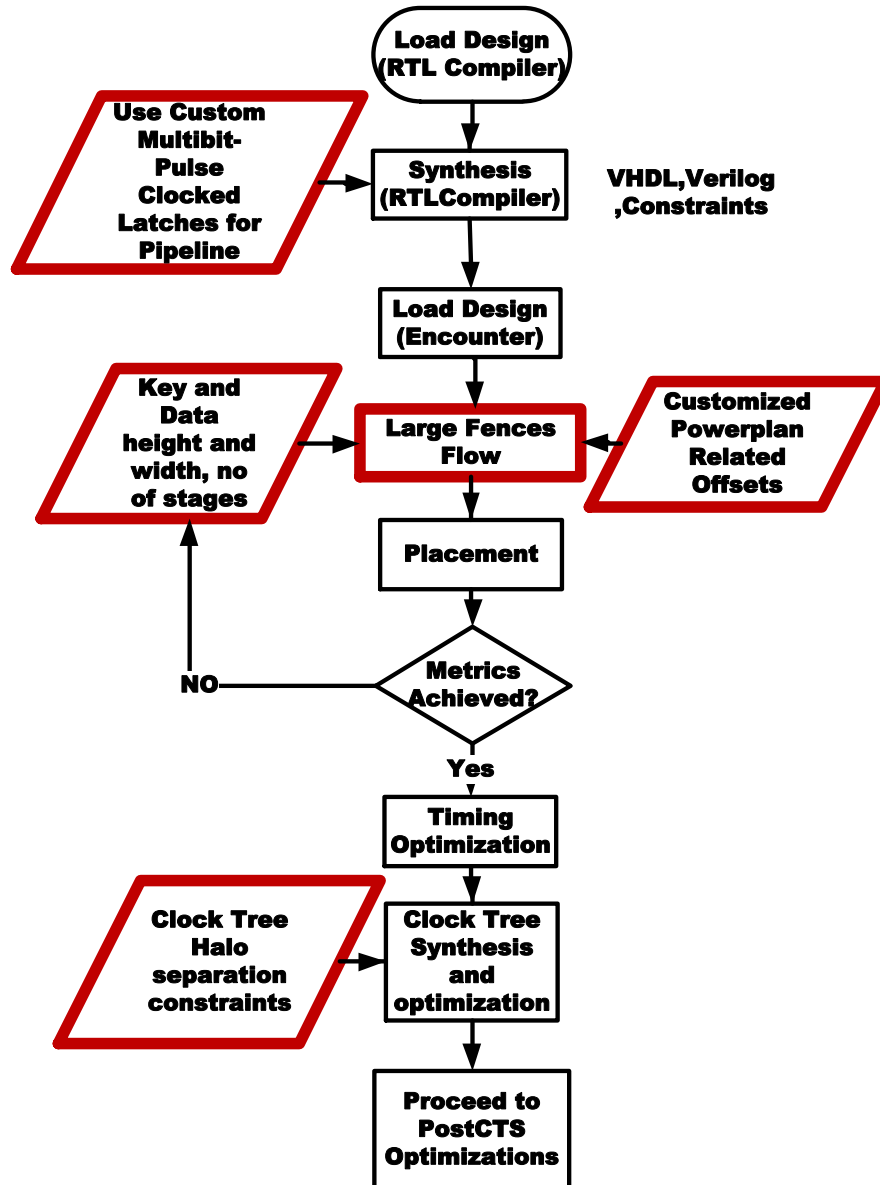 Load Design
(RTL Compiler)
Use Custom
Multibit-
Pulse
Clocked
Latches for
Pipeline
Synthesis
(RTLCompiler)
VHDL,Verilog
,Constraints
Load Design
(Encounter)
Key and
Data
height and
width, no
of stages
Large Fences
Flow
Customized
Powerplan
Related
Offsets
Placement
Metrics
Achieved?
NO
Yes
Timing
Optimization
Clock Tree
Halo
separation
constraints
Clock Tree
Synthesis
and
optimization
Proceed to
PostCTS
Optimizations